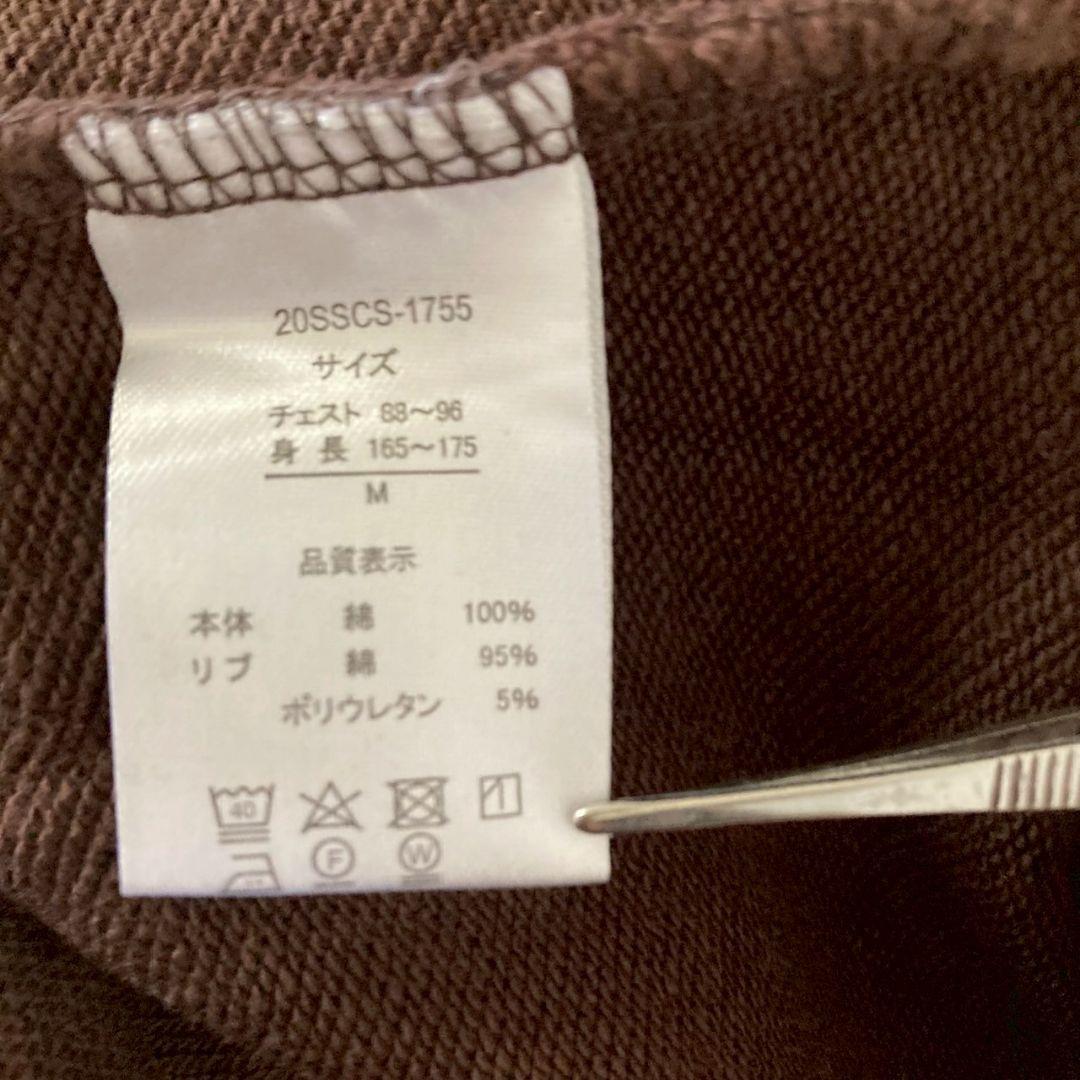 20SSCS-1755
サイズ
チェスト 88〜96
身 長 165〜175
M
品質表示
本体 綿 100%
リブ 綿 95%
ポリウレタン 5%
40
F W